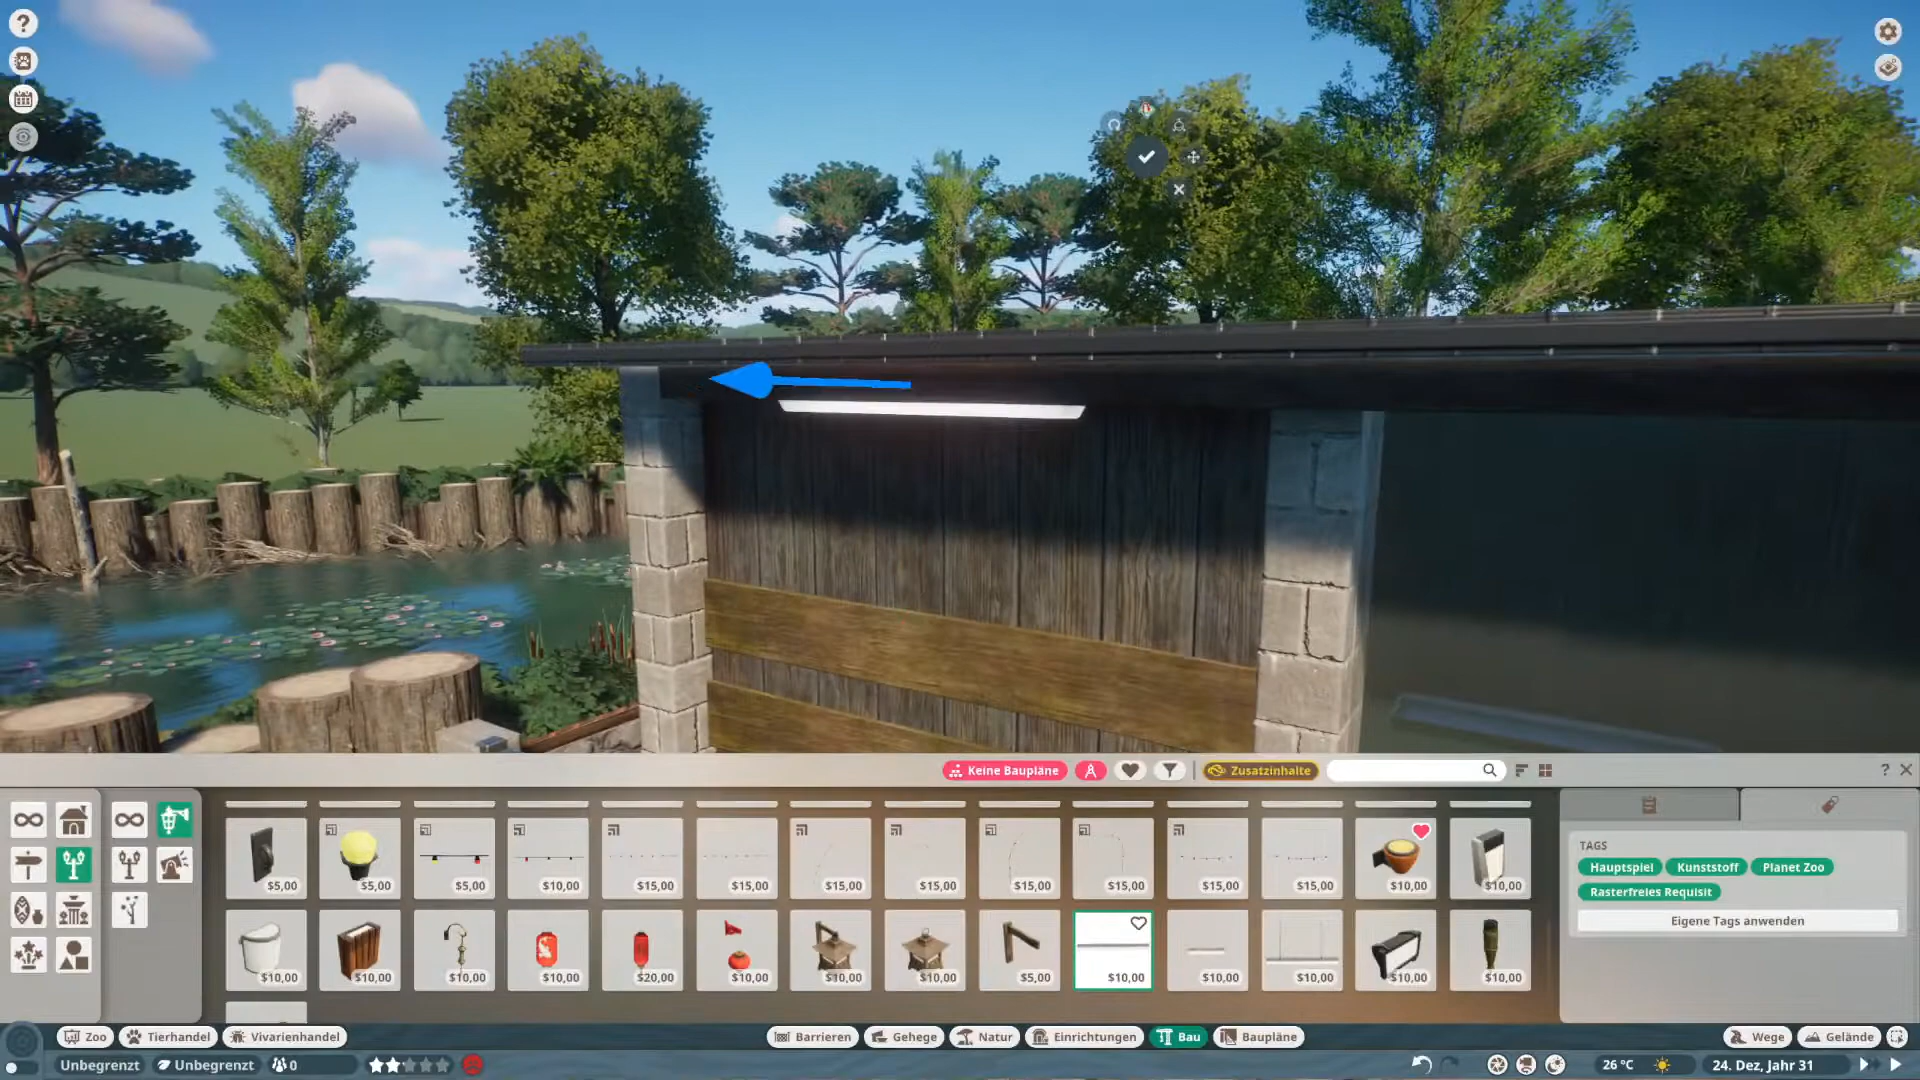 Keine Baupläne
Zusatzinhalte
$5,00 $5,00 $5,00 $10,00 $15,00 $15,00 $15,00 $15,00 $15,00 $15,00 $15,00 $15,00 $10,00 $10,00
$10,00 $10,00 $10,00 $10,00 $20,00 $10,00 $10,00 $10,00 $5,00 $10,00 $10,00 $10,00 $10,00 $10,00
TAGS
Hauptspiel Kunststoff Planet Zoo
Rasterfreies Requisit
Eigene Tags anwenden
Zoo Tierhandel Vivarienhandel Barrieren Gehege Natur Einrichtungen Bau Baupläne Wege Gelände
Unbegrenzt Unbegrenzt 0 26°C 24. Dez, Jahr 31